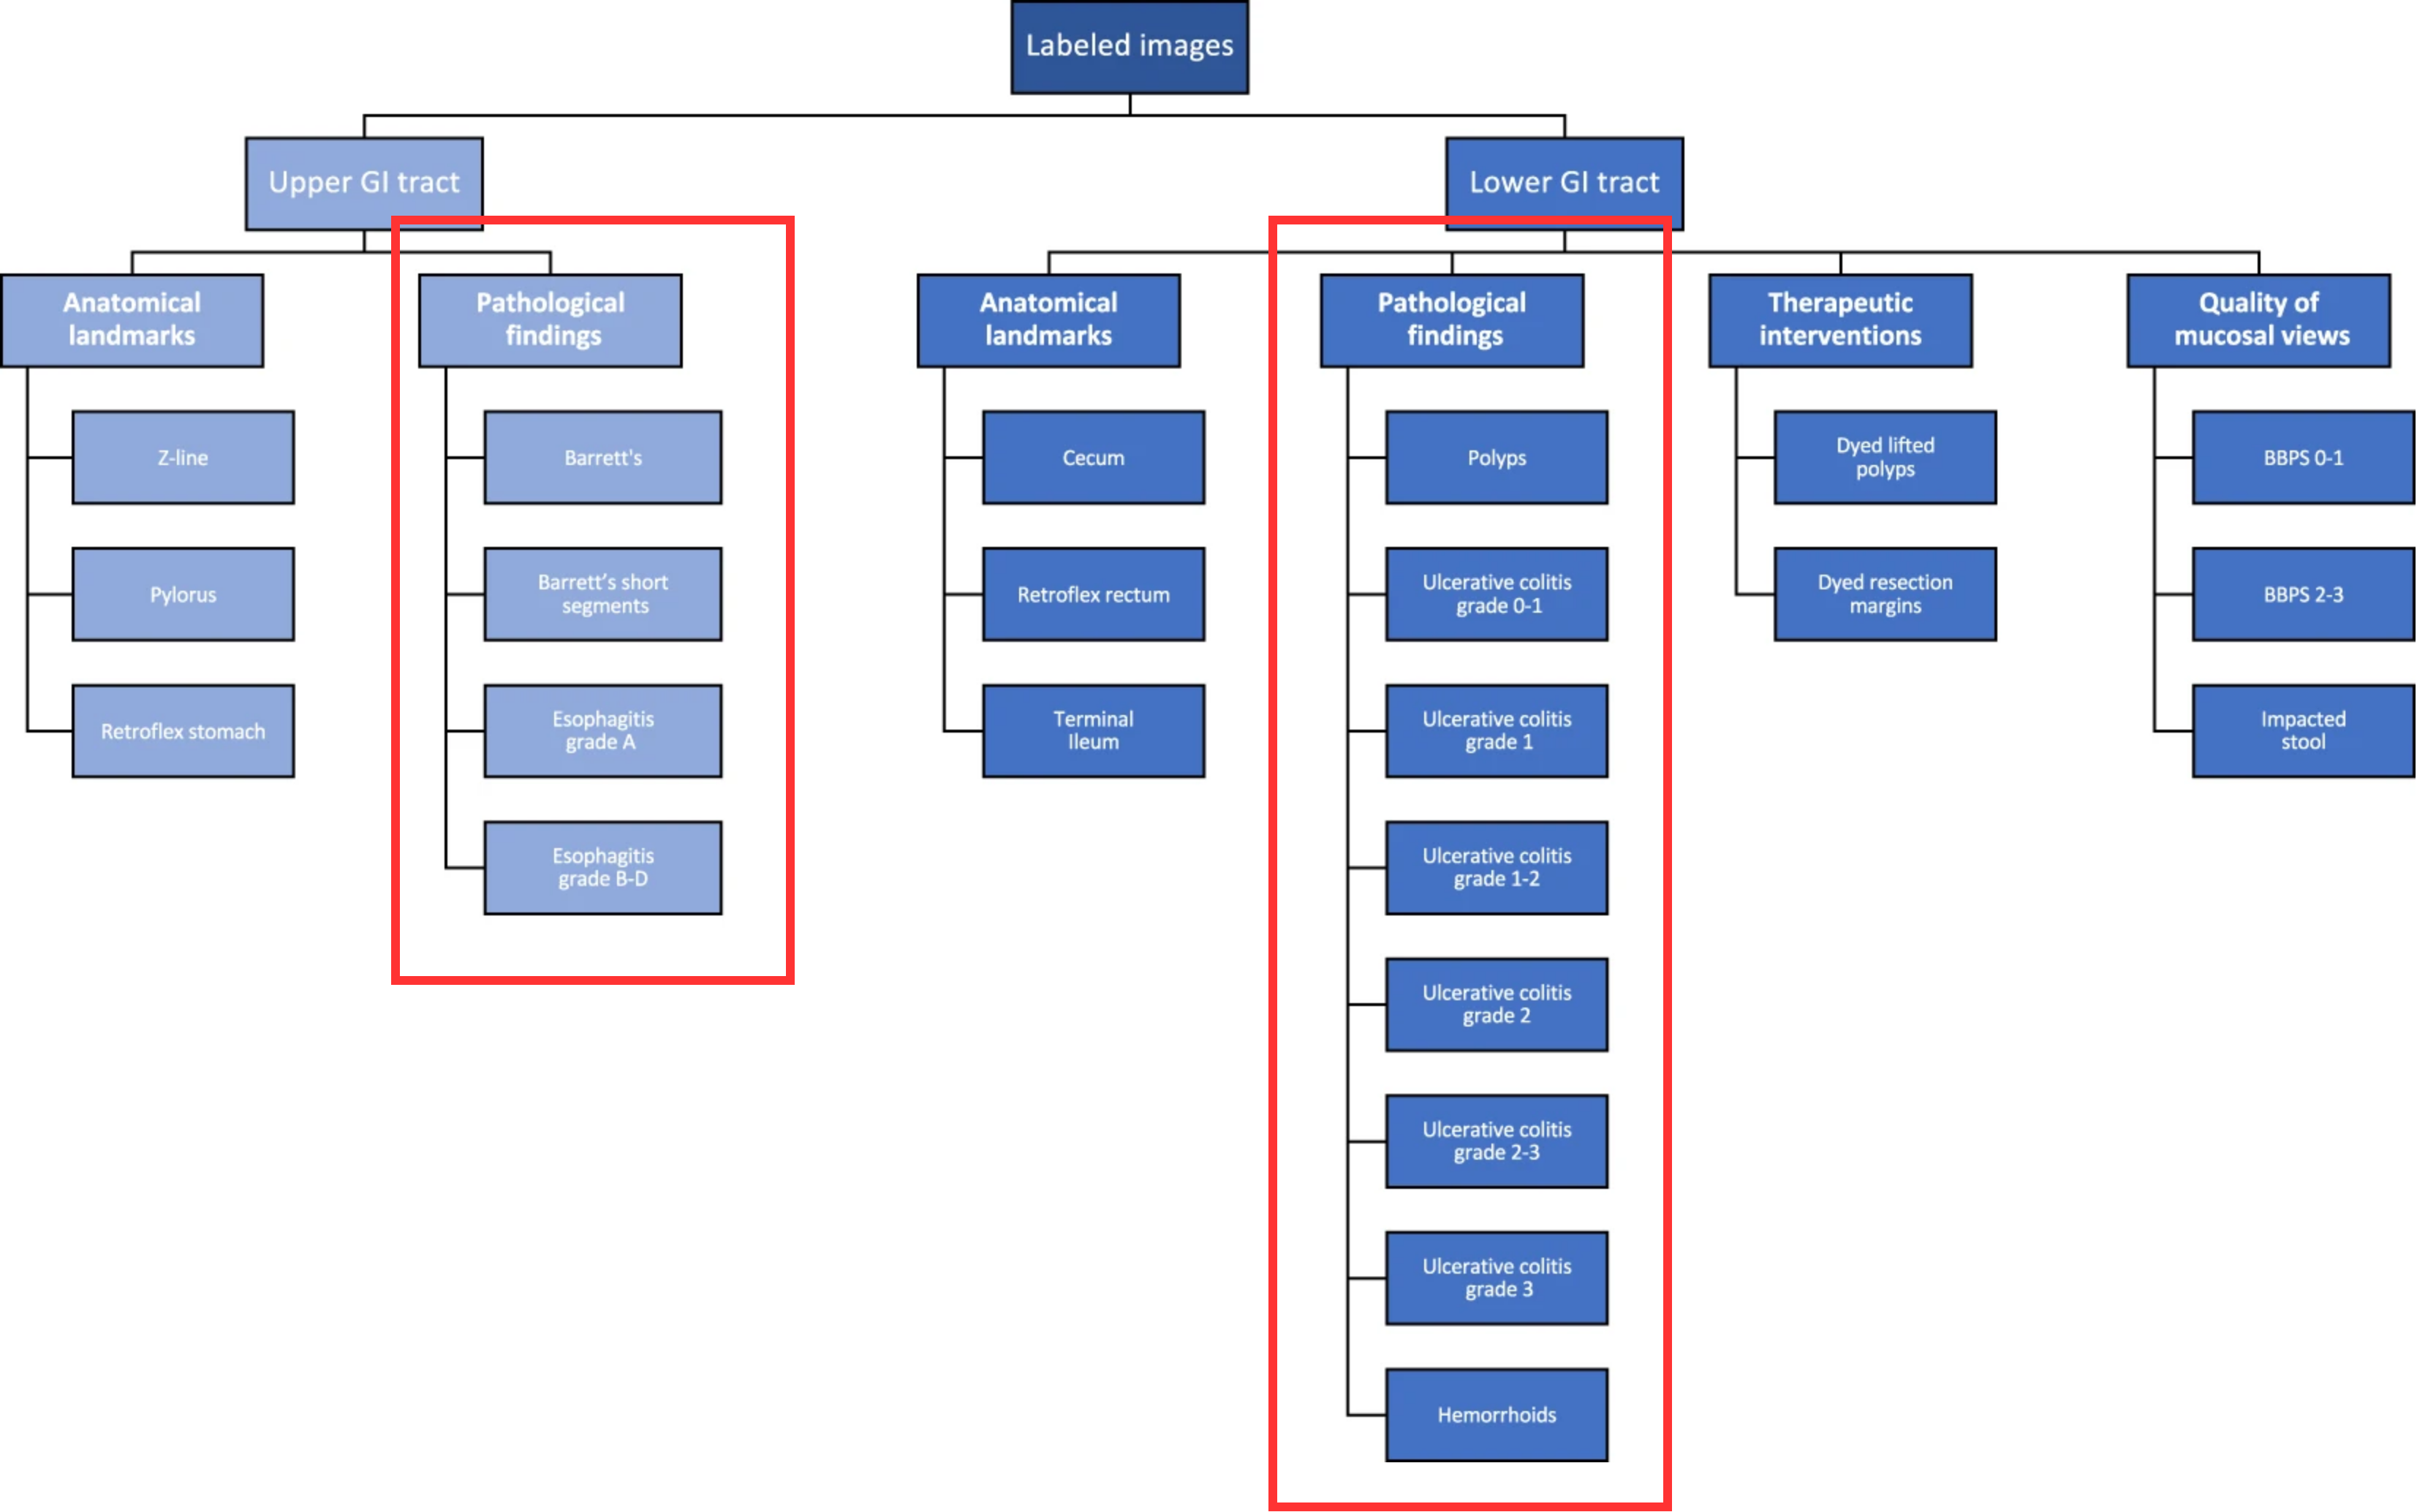 Labeled images
Upper GI tract
Lower GI tract
Anatomical
landmarks
Pathological
findings
Anatomical
landmarks
Pathological
findings
Therapeutic
interventions
Quality of
mucosal views
Z-line
Pylorus
Retroflex stomach
Barrett's
Barrett’s short
segments
Esophagitis
grade A
Esophagitis
grade B-D
Cecum
Retroflex rectum
Terminal
Ileum
Polyps
Ulcerative colitis
grade 0-1
Ulcerative colitis
grade 1
Ulcerative colitis
grade 1-2
Ulcerative colitis
grade 2
Ulcerative colitis
grade 2-3
Ulcerative colitis
grade 3
Hemorrhoids
Dyed lifted
polyps
Dyed resection
margins
BBPS 0-1
BBPS 2-3
Impacted
stool